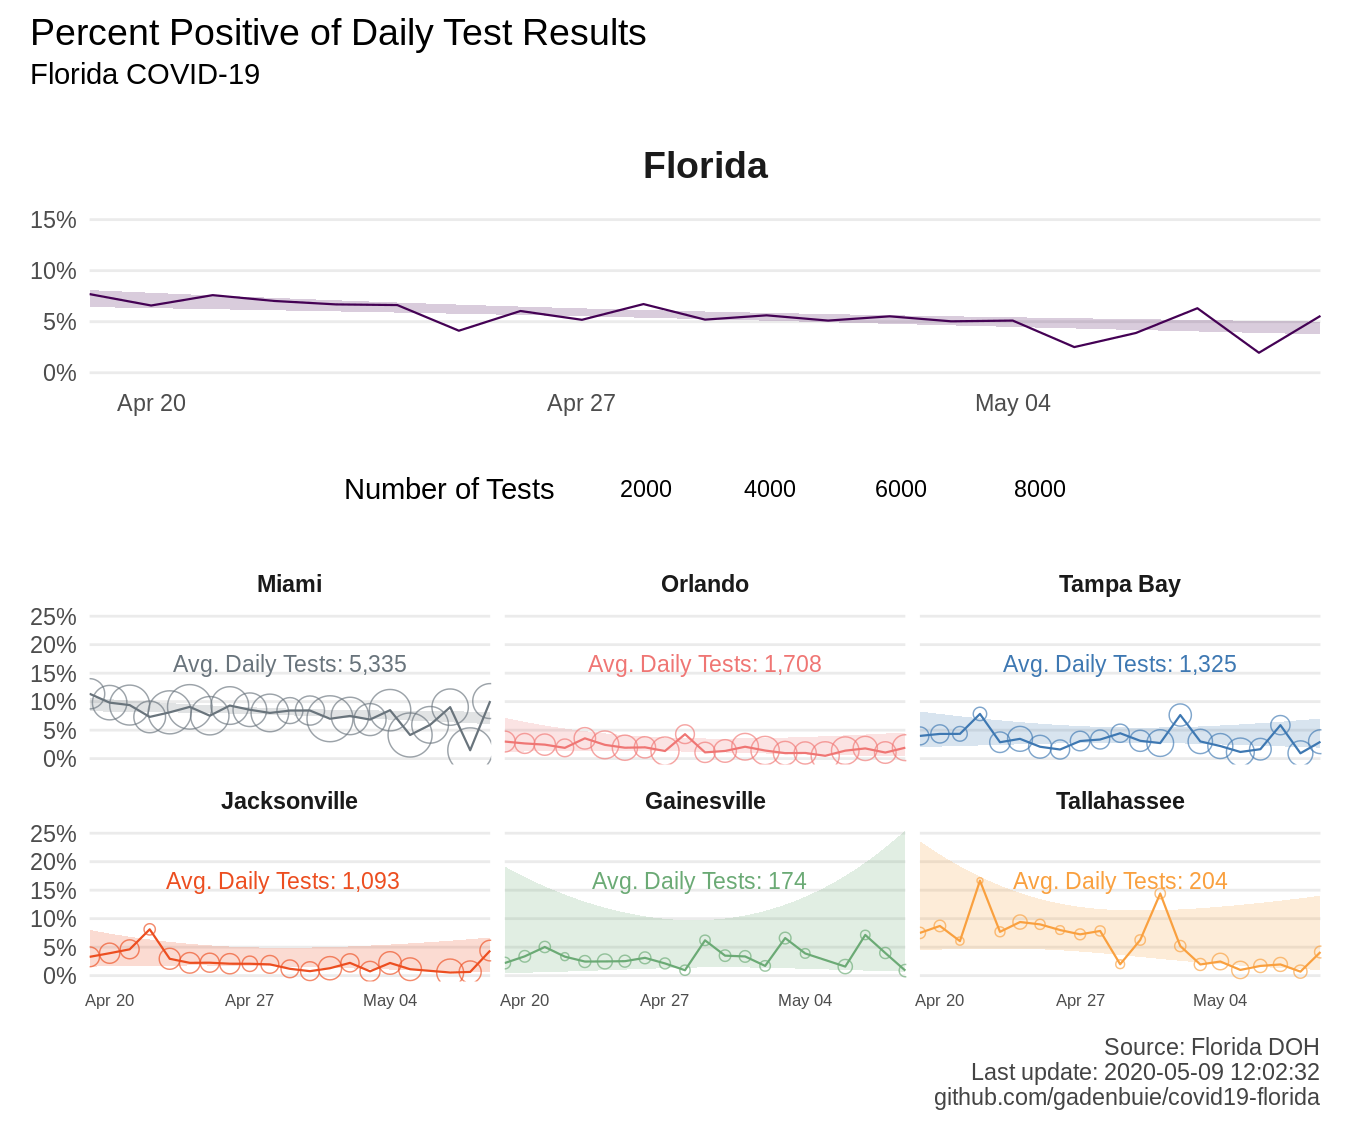 Percent Positive of Daily Test Results
Florida COVID-19
Florida
15%
10%
5%
0%
Apr 20 Apr 27 May 04
Number of Tests 2000 4000 6000 8000
Miami Orlando Tampa Bay
25%
20%
15%
10%
5%
0%
Avg. Daily Tests: 5,335 Avg. Daily Tests: 1,708 Avg. Daily Tests: 1,325
Jacksonville Gainesville Tallahassee
25%
20%
15%
10%
5%
0%
Avg. Daily Tests: 1,093 Avg. Daily Tests: 174 Avg. Daily Tests: 204
Apr 20 Apr 27 May 04 Apr 20 Apr 27 May 04 Apr 20 Apr 27 May 04
Source: Florida DOH
Last update: 2020-05-09 12:02:32
github.com/gadenbuie/covid19-florida